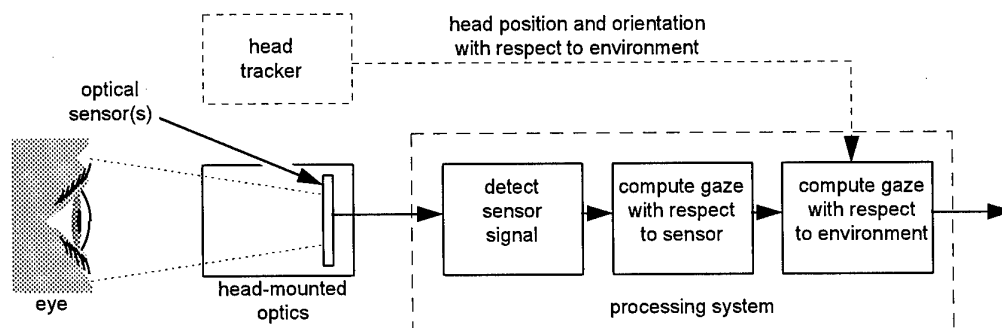 head
tracker
head position and orientation
with respect to environment
optical
sensor(s)
eye
head-mounted
optics
detect
sensor
signal
compute gaze
with respect
to sensor
compute gaze
with respect
to environment
processing system